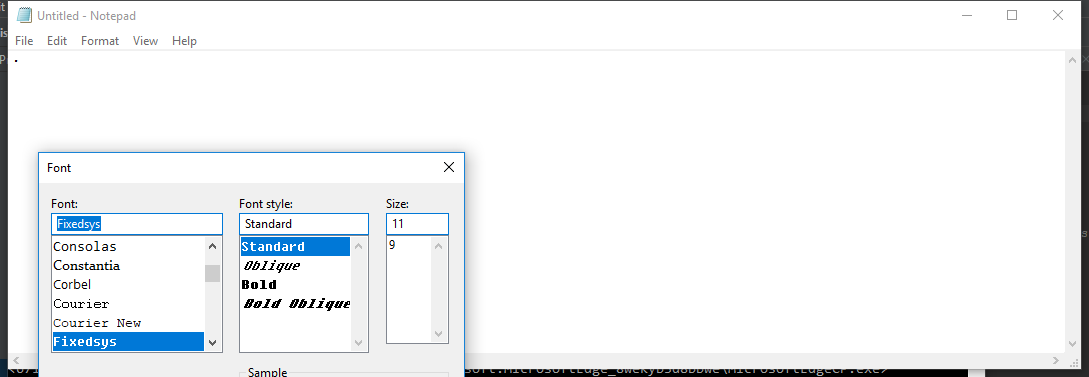 Untitled - Notepad
File Edit Format View Help
.
Font
Font: Font style: Size:
Fixedsys Standard 11
Consolas Standard 9
Constantia Oblique
Corbel Bold
Courier Bold Oblique
Courier New
Fixedsys
Sample
soft.MicrosoftEdge_8wekyb3d8bbwe\MicrosoftEdgeCP.exe>